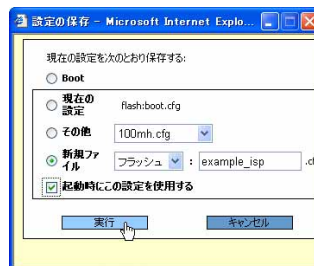 設定の保存 - Microsoft Internet Explo...
現在の設定を次のとおり保存する:
Boot
現在の設定 flash:boot.cfg
その他 100mh.cfg
新規ファイル フラッシュ : example_isp
起動時にこの設定を使用する
実行 キャンセル